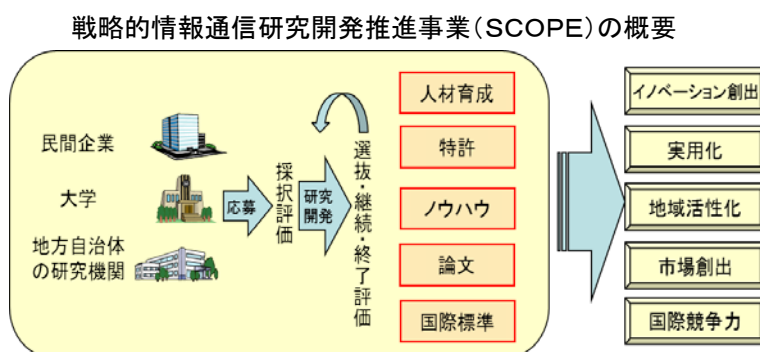 戦略的情報通信研究開発推進事業(SCOPE)の概要
民間企業
大学
地方自治体
の研究機関
応募
採択評価
研究
開発
選抜・継続・終了評価
人材育成
特許
ノウハウ
論文
国際標準
イノベーション創出
実用化
地域活性化
市場創出
国際競争力